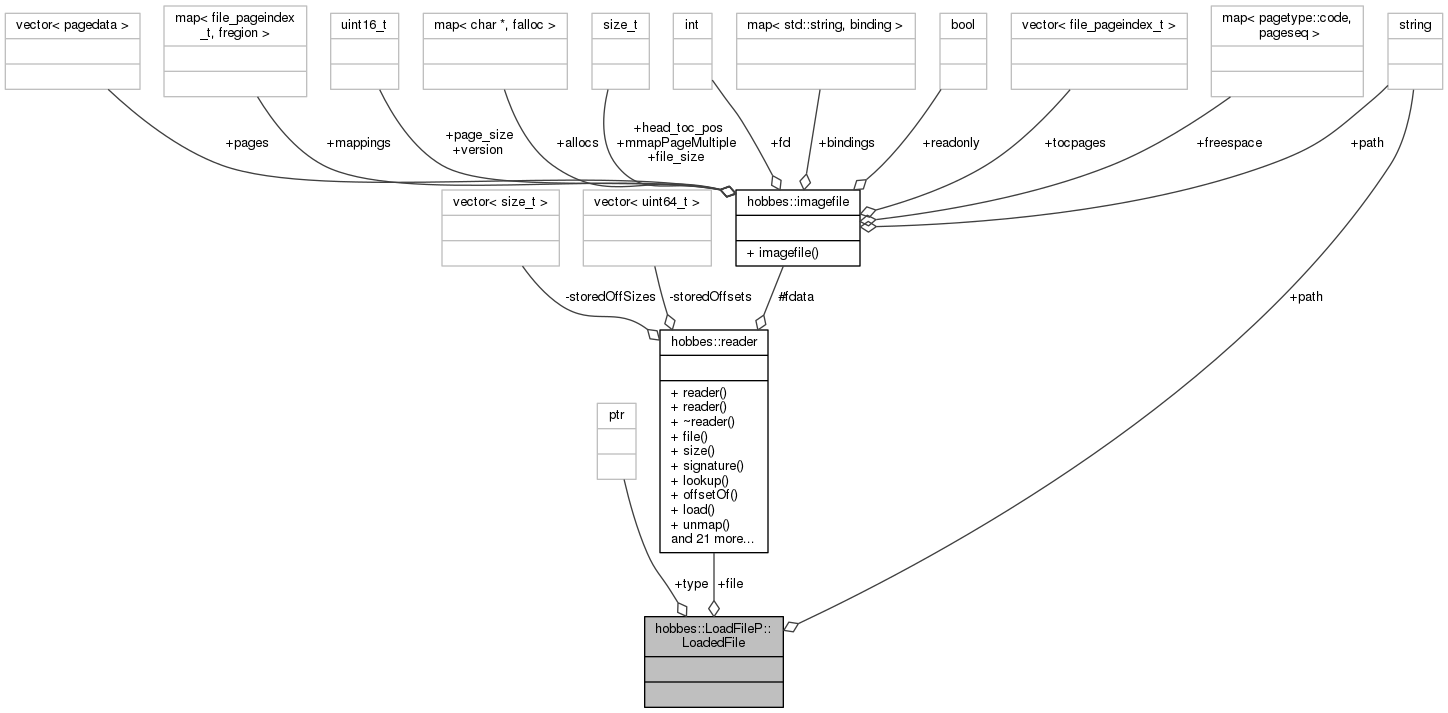 vector< pagedata >
map< file_pageindex
_t, fregion >
uint16_t
map< char *, falloc >
size_t
int
map< std::string, binding >
bool
vector< file_pageindex_t >
map< pagetype::code,
pageseq >
string
+pages
+mappings
+page_size
+version
+allocs
+head_toc_pos
+mmapPageMultiple
+file_size
+fd
+bindings
+readonly
+tocpages
+freespace
+path
vector< size_t >
vector< uint64_t >
hobbes::imagefile
+ imagefile()
-storedOffSizes
-storedOffsets
#fdata
+path
hobbes::reader
+ reader()
+ reader()
+ ~reader()
+ file()
+ size()
+ signature()
+ lookup()
+ offsetOf()
+ load()
+ unmap()
and 21 more...
ptr
+type
+file
hobbes::LoadFileP::
LoadedFile